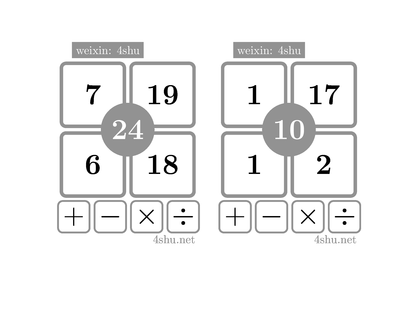 weixin: 4shu
7 19
24
6 18
+ − × ÷
4shu.net
weixin: 4shu
1 17
10
1 2
+ − × ÷
4shu.net